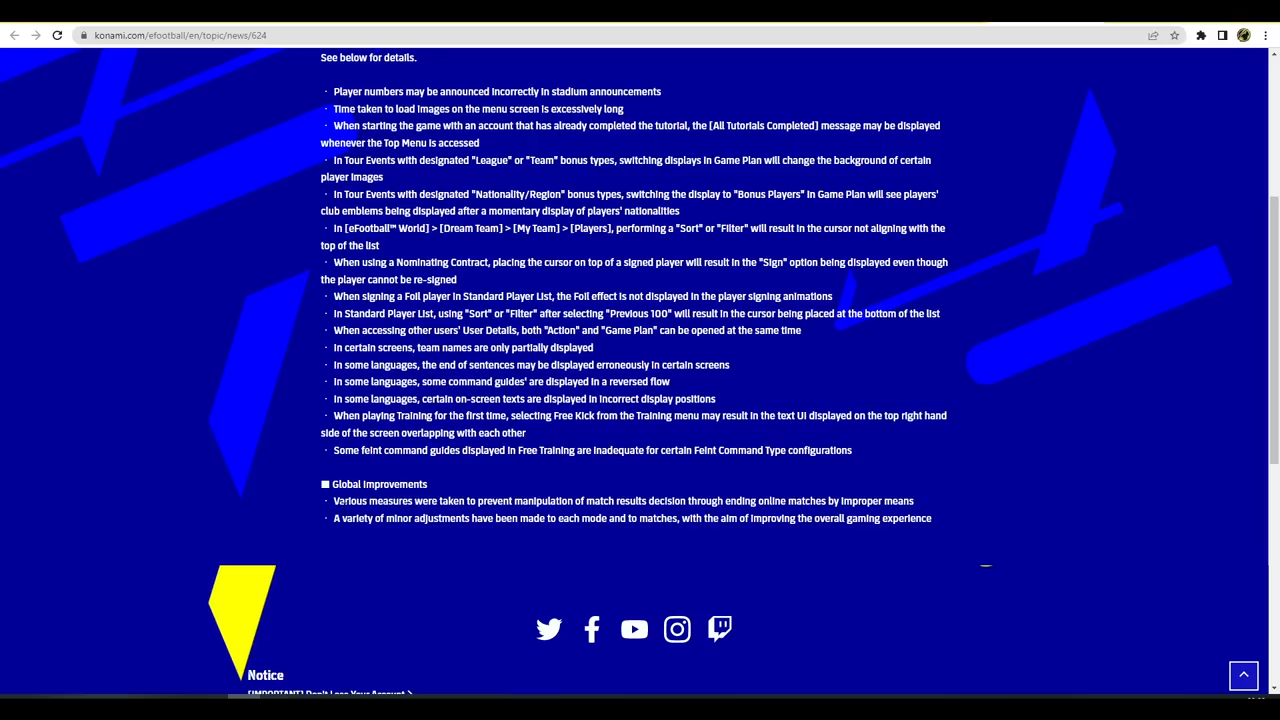 konami.com/efootball/en/topic/news/624
See below for details.
・ Player numbers may be announced incorrectly in stadium announcements
・ Time taken to load images on the menu screen is excessively long
・ When starting the game with an account that has already completed the tutorial, the [All Tutorials Completed] message may be displayed
whenever the Top Menu is accessed
・ In Tour Events with designated "League" or "Team" bonus types, switching displays in Game Plan will change the background of certain
player images
・ In Tour Events with designated "Nationality/Region" bonus types, switching the display to "Bonus Players" in Game Plan will see players'
club emblems being displayed after a momentary display of players' nationalities
・ In [eFootball™ World] > [Dream Team] > [My Team] > [Players], performing a "Sort" or "Filter" will result in the cursor not aligning with the
top of the list
・ When using a Nominating Contract, placing the cursor on top of a signed player will result in the "Sign" option being displayed even though
the player cannot be re-signed
・ When signing a Foil player in Standard Player List, the Foil effect is not displayed in the player signing animations
・ In Standard Player List, using "Sort" or "Filter" after selecting "Previous 100" will result in the cursor being placed at the bottom of the list
・ When accessing other users' User Details, both "Action" and "Game Plan" can be opened at the same time
・ In certain screens, team names are only partially displayed
・ In some languages, the end of sentences may be displayed erroneously in certain screens
・ In some languages, some command guides' are displayed in a reversed flow
・ In some languages, certain on-screen texts are displayed in incorrect display positions
・ When playing Training for the first time, selecting Free Kick from the Training menu may result in the text UI displayed on the top right hand
side of the screen overlapping with each other
・ Some feint command guides displayed in Free Training are inadequate for certain Feint Command Type configurations
■ Global Improvements
・ Various measures were taken to prevent manipulation of match results decision through ending online matches by improper means
・ A variety of minor adjustments have been made to each mode and to matches, with the aim of improving the overall gaming experience
Notice
[IMPORTANT] Don't Lose Your Account >